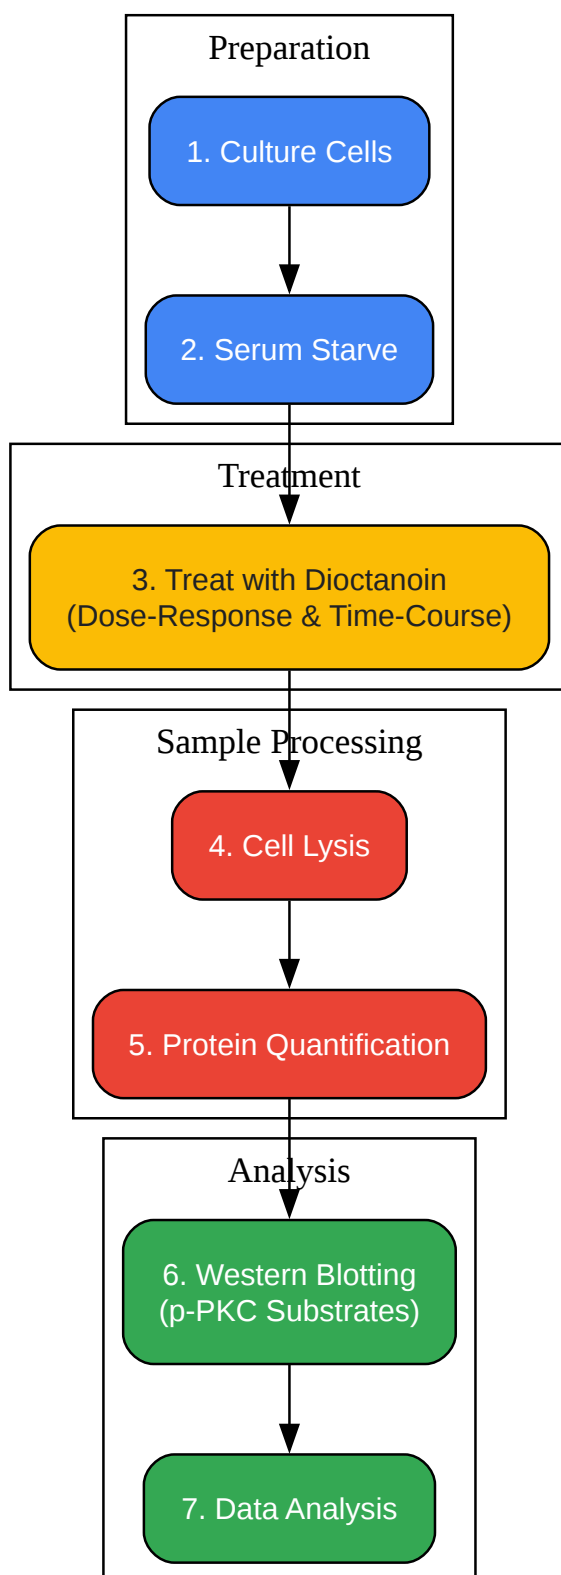 Preparation
1. Culture Cells
2. Serum Starve
Treatment
3. Treat with Dioctanoin
(Dose-Response & Time-Course)
Sample Processing
4. Cell Lysis
5. Protein Quantification
Analysis
6. Western Blotting
(p-PKC Substrates)
7. Data Analysis